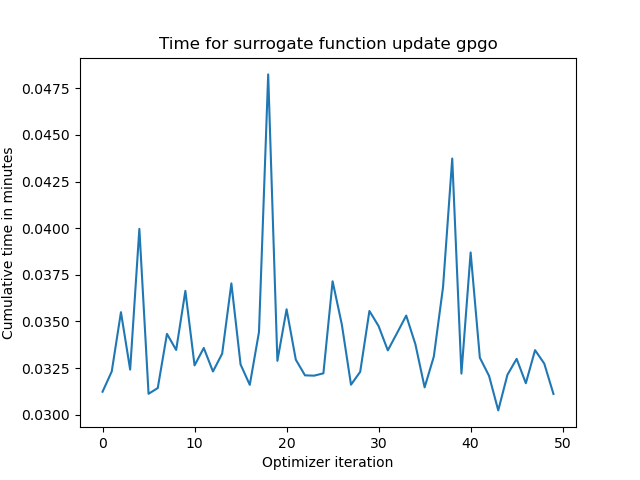 Time for surrogate function update gpgo
Cumulative time in minutes
0.0475
0.0450
0.0425
0.0400
0.0375
0.0350
0.0325
0.0300
0 10 20 30 40 50
Optimizer iteration